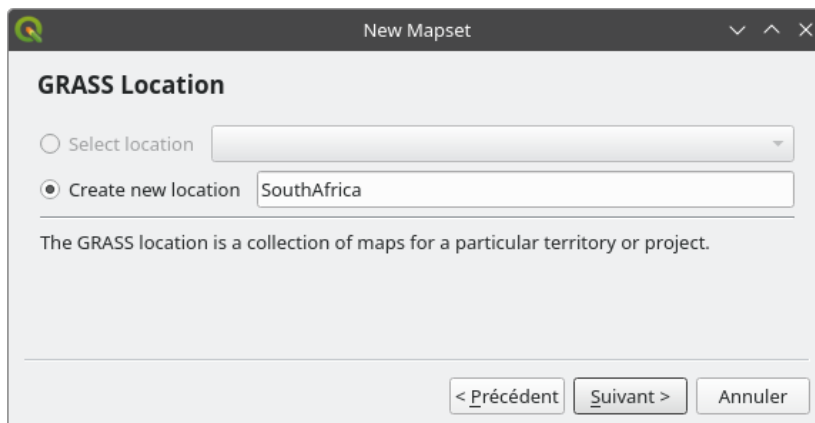 New Mapset
GRASS Location
Select location
Create new location SouthAfrica
The GRASS location is a collection of maps for a particular territory or project.
< Précédent Suivant > Annuler